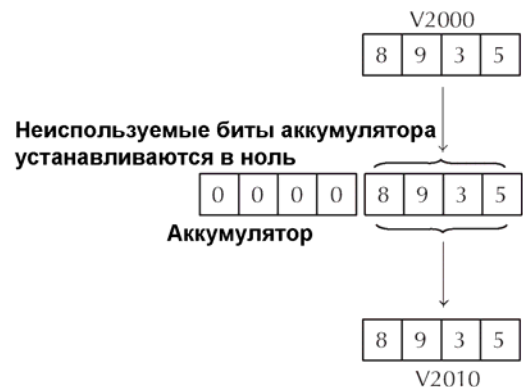 V2000
8 9 3 5
Неиспользуемые биты аккумулятора
устанавливаются в ноль
0 0 0 0 8 9 3 5
Аккумулятор
8 9 3 5
V2010